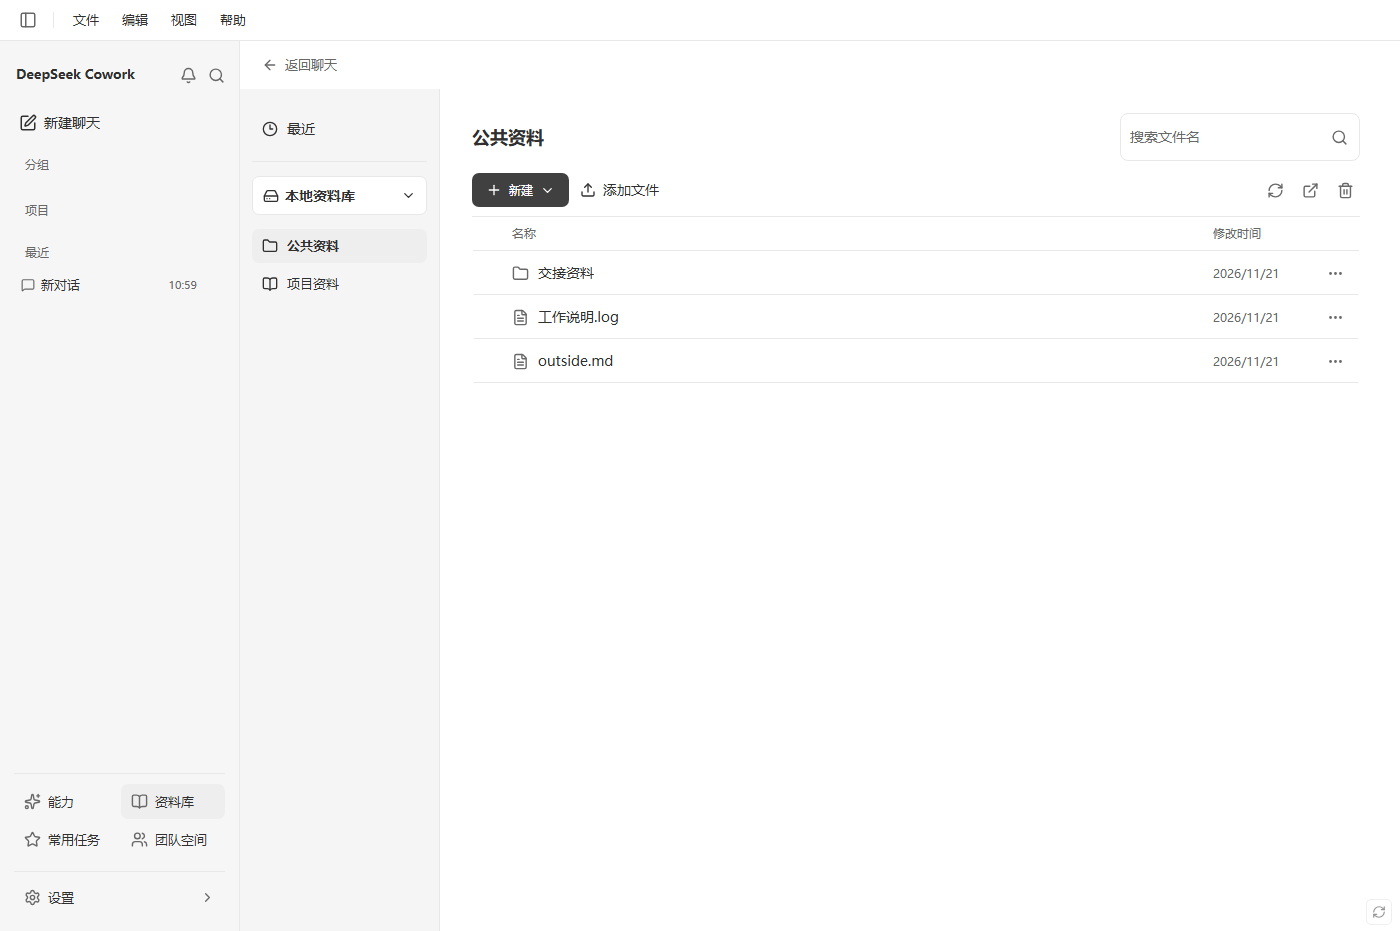 文件 编辑 视图 帮助
DeepSeek Cowork
新建聊天
分组
项目
最近
新对话 10:59
能力 资料库
常用任务 团队空间
设置
返回聊天
最近
本地资料库
公共资料
项目资料
公共资料
搜索文件名
新建 添加文件
名称 修改时间
交接资料 2026/11/21
工作说明.log 2026/11/21
outside.md 2026/11/21